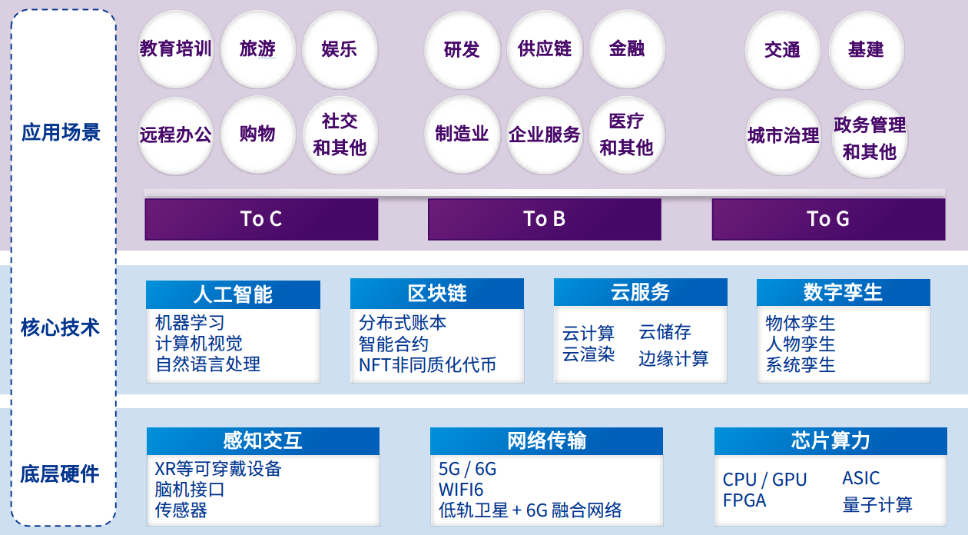 应用场景
教育培训
旅游
娱乐
远程办公
购物
社交
和其他
To C
研发
供应链
金融
制造业
企业服务
医疗
和其他
To B
交通
基建
城市治理
政务管理
和其他
To G
核心技术
人工智能
机器学习
计算机视觉
自然语言处理
区块链
分布式账本
智能合约
NFT非同质化代币
云服务
云计算
云储存
云渲染
边缘计算
数字孪生
物体孪生
人物孪生
系统孪生
底层硬件
感知交互
XR等可穿戴设备
脑机接口
传感器
网络传输
5G / 6G
WIFI6
低轨卫星 + 6G 融合网络
芯片算力
CPU / GPU
ASIC
FPGA
量子计算